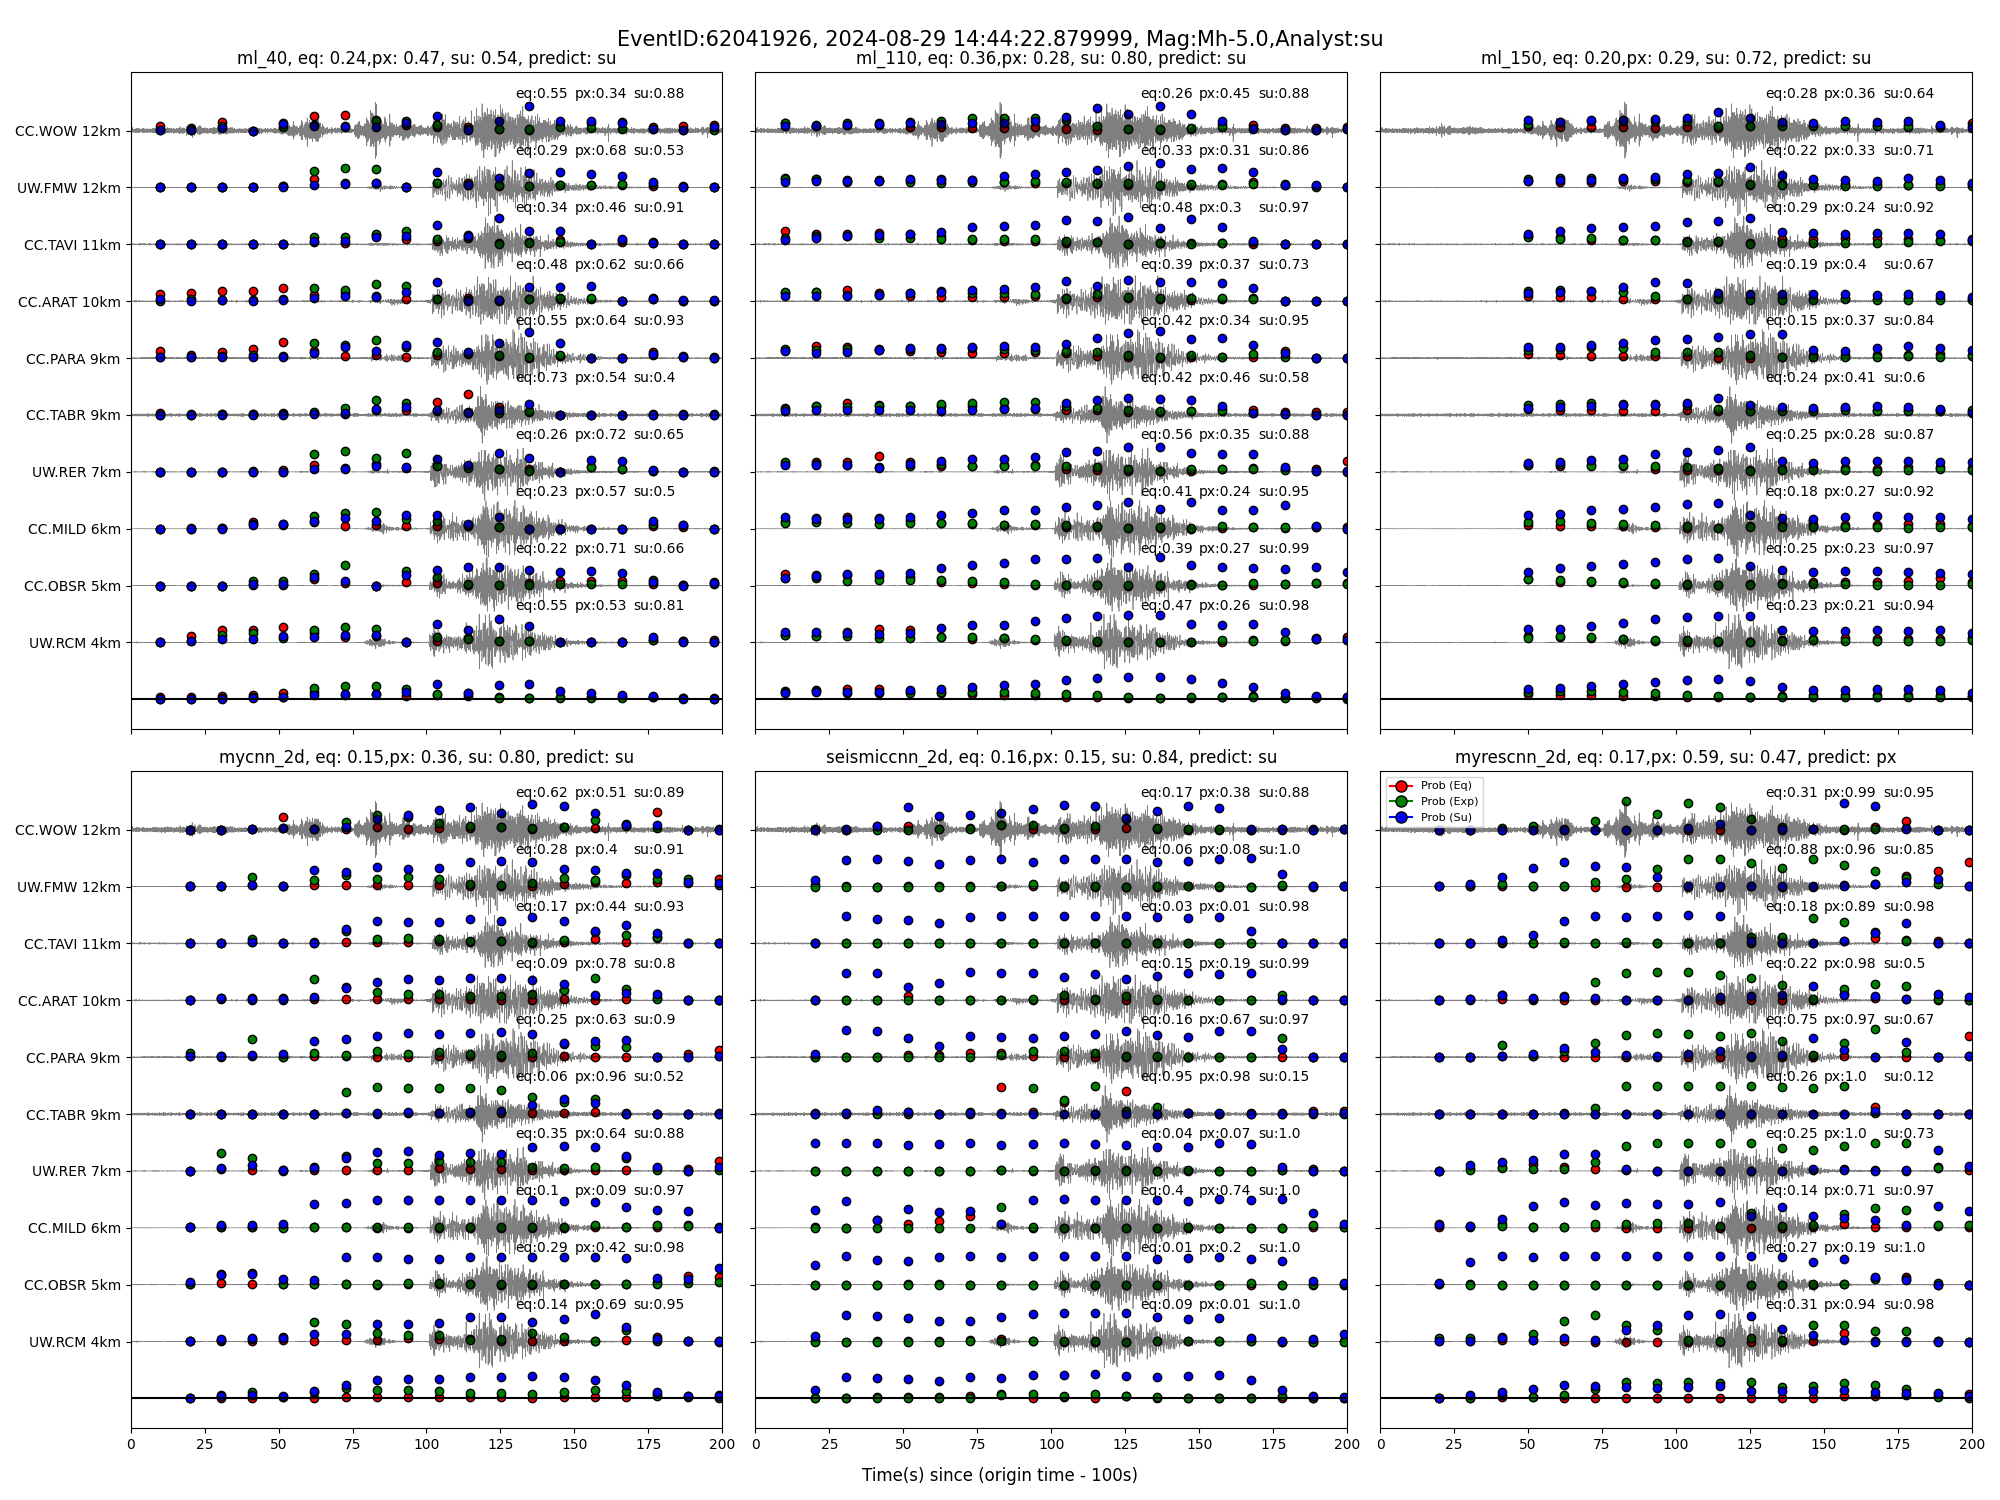 EventID:62041926, 2024-08-29 14:44:22.879999, Mag:Mh-5.0,Analyst:su
ml_40, eq: 0.24,px: 0.47, su: 0.54, predict: su
CC.WOW 12km
eq:0.55 px:0.34 su:0.88
UW.FMW 12km
eq:0.29 px:0.68 su:0.53
CC.TAVI 11km
eq:0.34 px:0.46 su:0.91
CC.ARAT 10km
eq:0.48 px:0.62 su:0.66
CC.PARA 9km
eq:0.55 px:0.64 su:0.93
CC.TABR 9km
eq:0.73 px:0.54 su:0.4
UW.RER 7km
eq:0.26 px:0.72 su:0.65
CC.MILD 6km
eq:0.23 px:0.57 su:0.5
CC.OBSR 5km
eq:0.22 px:0.71 su:0.66
UW.RCM 4km
eq:0.55 px:0.53 su:0.81
ml_110, eq: 0.36,px: 0.28, su: 0.80, predict: su
eq:0.26 px:0.45 su:0.88
eq:0.33 px:0.31 su:0.86
eq:0.48 px:0.3 su:0.97
eq:0.39 px:0.37 su:0.73
eq:0.42 px:0.34 su:0.95
eq:0.42 px:0.46 su:0.58
eq:0.56 px:0.35 su:0.88
eq:0.41 px:0.24 su:0.95
eq:0.39 px:0.27 su:0.99
eq:0.47 px:0.26 su:0.98
ml_150, eq: 0.20,px: 0.29, su: 0.72, predict: su
eq:0.28 px:0.36 su:0.64
eq:0.22 px:0.33 su:0.71
eq:0.29 px:0.24 su:0.92
eq:0.19 px:0.4 su:0.67
eq:0.15 px:0.37 su:0.84
eq:0.24 px:0.41 su:0.6
eq:0.25 px:0.28 su:0.87
eq:0.18 px:0.27 su:0.92
eq:0.25 px:0.23 su:0.97
eq:0.23 px:0.21 su:0.94
mycnn_2d, eq: 0.15,px: 0.36, su: 0.80, predict: su
CC.WOW 12km
eq:0.62 px:0.51 su:0.89
UW.FMW 12km
eq:0.28 px:0.4 su:0.91
CC.TAVI 11km
eq:0.17 px:0.44 su:0.93
CC.ARAT 10km
eq:0.09 px:0.78 su:0.8
CC.PARA 9km
eq:0.25 px:0.63 su:0.9
CC.TABR 9km
eq:0.06 px:0.96 su:0.52
UW.RER 7km
eq:0.35 px:0.64 su:0.88
CC.MILD 6km
eq:0.1 px:0.09 su:0.97
CC.OBSR 5km
eq:0.29 px:0.42 su:0.98
UW.RCM 4km
eq:0.14 px:0.69 su:0.95
0 25 50 75 100 125 150 175 200
seismiccnn_2d, eq: 0.16,px: 0.15, su: 0.84, predict: su
eq:0.17 px:0.38 su:0.88
eq:0.06 px:0.08 su:1.0
eq:0.03 px:0.01 su:0.98
eq:0.15 px:0.19 su:0.99
eq:0.16 px:0.67 su:0.97
eq:0.95 px:0.98 su:0.15
eq:0.04 px:0.07 su:1.0
eq:0.4 px:0.74 su:1.0
eq:0.01 px:0.2 su:1.0
eq:0.09 px:0.01 su:1.0
0 25 50 75 100 125 150 175 200
myrescnn_2d, eq: 0.17,px: 0.59, su: 0.47, predict: px
Prob (Eq)
Prob (Exp)
Prob (Su)
eq:0.31 px:0.99 su:0.95
eq:0.88 px:0.96 su:0.85
eq:0.18 px:0.89 su:0.98
eq:0.22 px:0.98 su:0.5
eq:0.75 px:0.97 su:0.67
eq:0.26 px:1.0 su:0.12
eq:0.25 px:1.0 su:0.73
eq:0.14 px:0.71 su:0.97
eq:0.27 px:0.19 su:1.0
eq:0.31 px:0.94 su:0.98
0 25 50 75 100 125 150 175 200
Time(s) since (origin time - 100s)